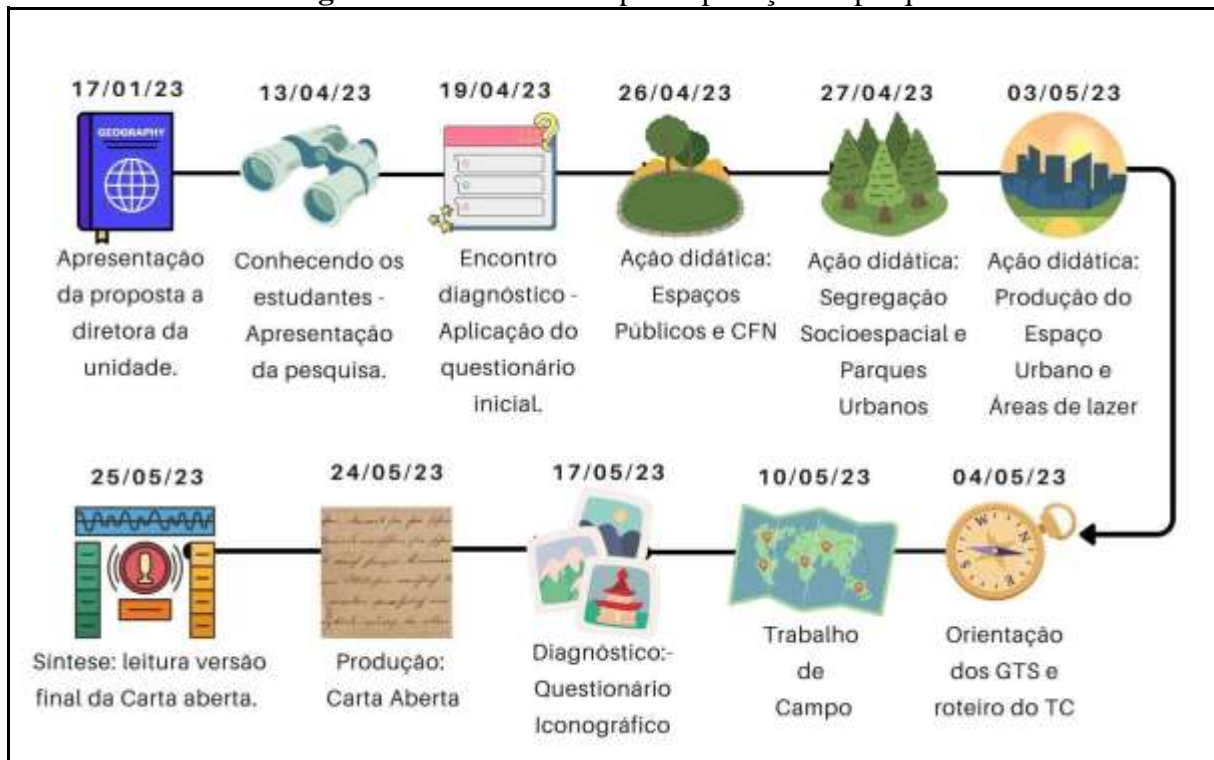 17/01/23
13/04/23
19/04/23
26/04/23
27/04/23
03/05/23
GEOGRAPHY
Apresentação
da proposta a
diretora da
unidade.
Conhecendo os
estudantes -
Apresentação
da pesquisa.
Encontro
diagnóstico -
Aplicação do
questionário
inicial.
Ação didática:
Espaços
Públicos e CFN
Ação didática:
Segregação
Socioespacial e
Parques
Urbanos
Ação didática:
Produção do
Espaço
Urbano e
Áreas de lazer
25/05/23
24/05/23
17/05/23
10/05/23
04/05/23
N
E
S
W
Síntese: leitura versão
final da Carta aberta.
Produção:
Carta Aberta
Diagnóstico:-
Questionário
Iconográfico
Trabalho
de
Campo
Orientação
dos GTS e
roteiro do TC